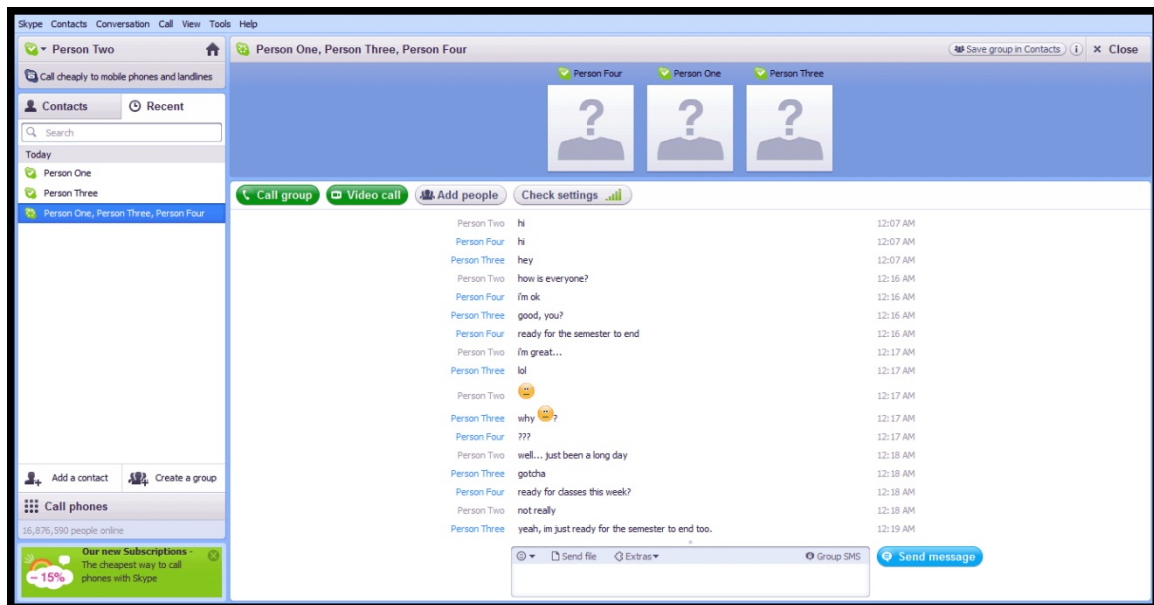 Skype Contacts Conversation Call View Tools Help
Person Two
Person One, Person Three, Person Four
Save group in Contacts
i
× Close
Call cheaply to mobile phones and landlines
Contacts
Recent
Search
Today
Person One
Person Three
Person One, Person Three, Person Four
Add a contact
Create a group
Call phones
16,876,590 people online
Our new Subscriptions -
The cheapest way to call
phones with Skype
- 15%
Person Four Person One Person Three
? ? ?
Call group Video call Add people Check settings
Person Two hi 12:07 AM
Person Four hi 12:07 AM
Person Three hey 12:07 AM
Person Two how is everyone? 12:16 AM
Person Four i'm ok 12:16 AM
Person Three good, you? 12:16 AM
Person Four ready for the semester to end 12:16 AM
Person Two i'm great... 12:17 AM
Person Three lol 12:17 AM
Person Two 12:17 AM
Person Three why ? 12:17 AM
Person Four ??? 12:17 AM
Person Two well... just been a long day 12:18 AM
Person Three gotcha 12:18 AM
Person Four ready for classes this week? 12:18 AM
Person Two not really 12:18 AM
Person Three yeah, im just ready for the semester to end too. 12:19 AM
Send file Extras Group SMS
Send message